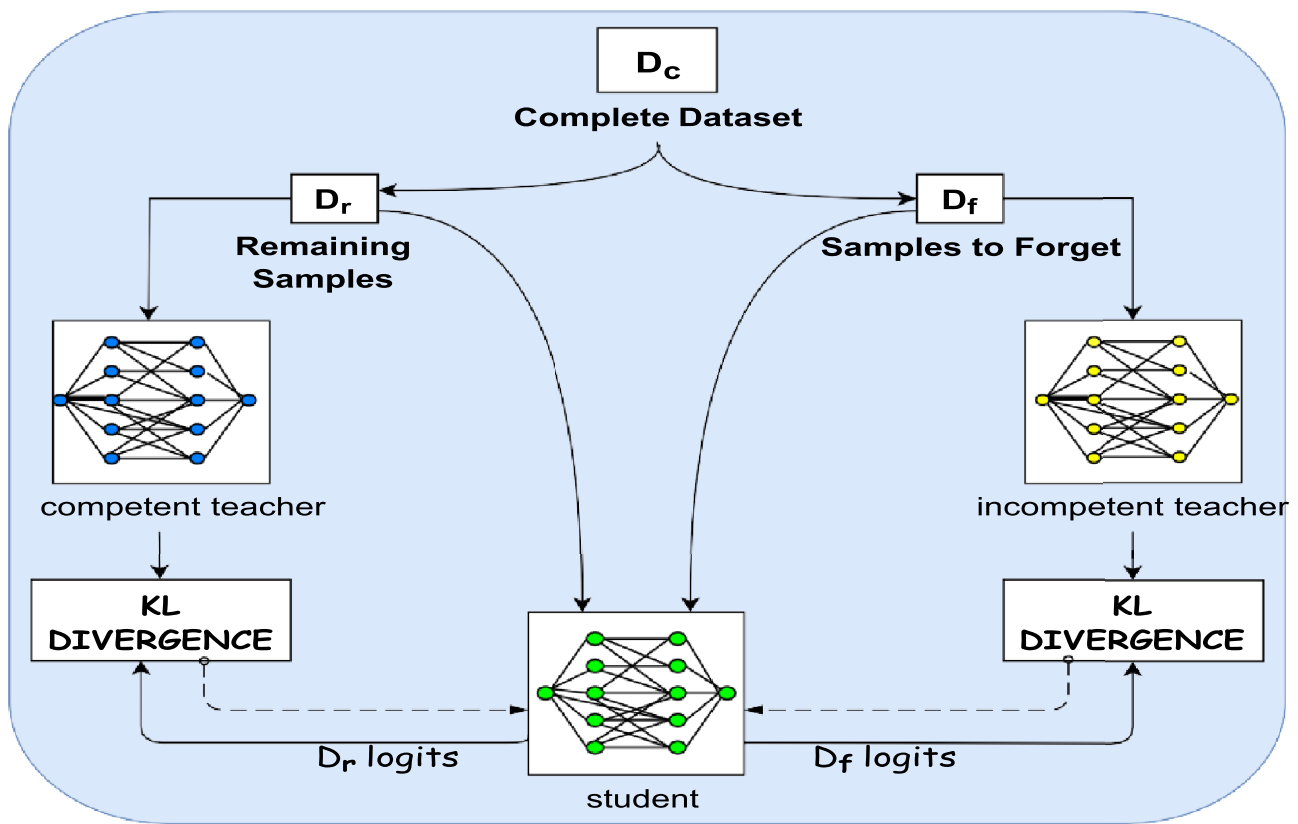 Dc
Complete Dataset
Dr
Df
Remaining
Samples
Samples to Forget
competent teacher
incompetent teacher
KL
DIVERGENCE
KL
DIVERGENCE
Dr logits
Df logits
student